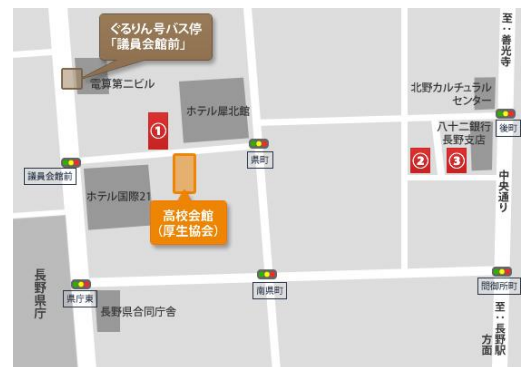 ぐるりん号バス停
「議員会館前」
至：善光寺
電算第二ビル
ホテル犀北館
北野カルチュラル
センター
①
後町
八十二銀行
長野支店
県町
②
③
議員会館前
ホテル国際21
高校会館
(厚生協会)
中央通り
長野県庁
県庁東
南県町
問御所町
長野県合同庁舎
至：長野駅
方面